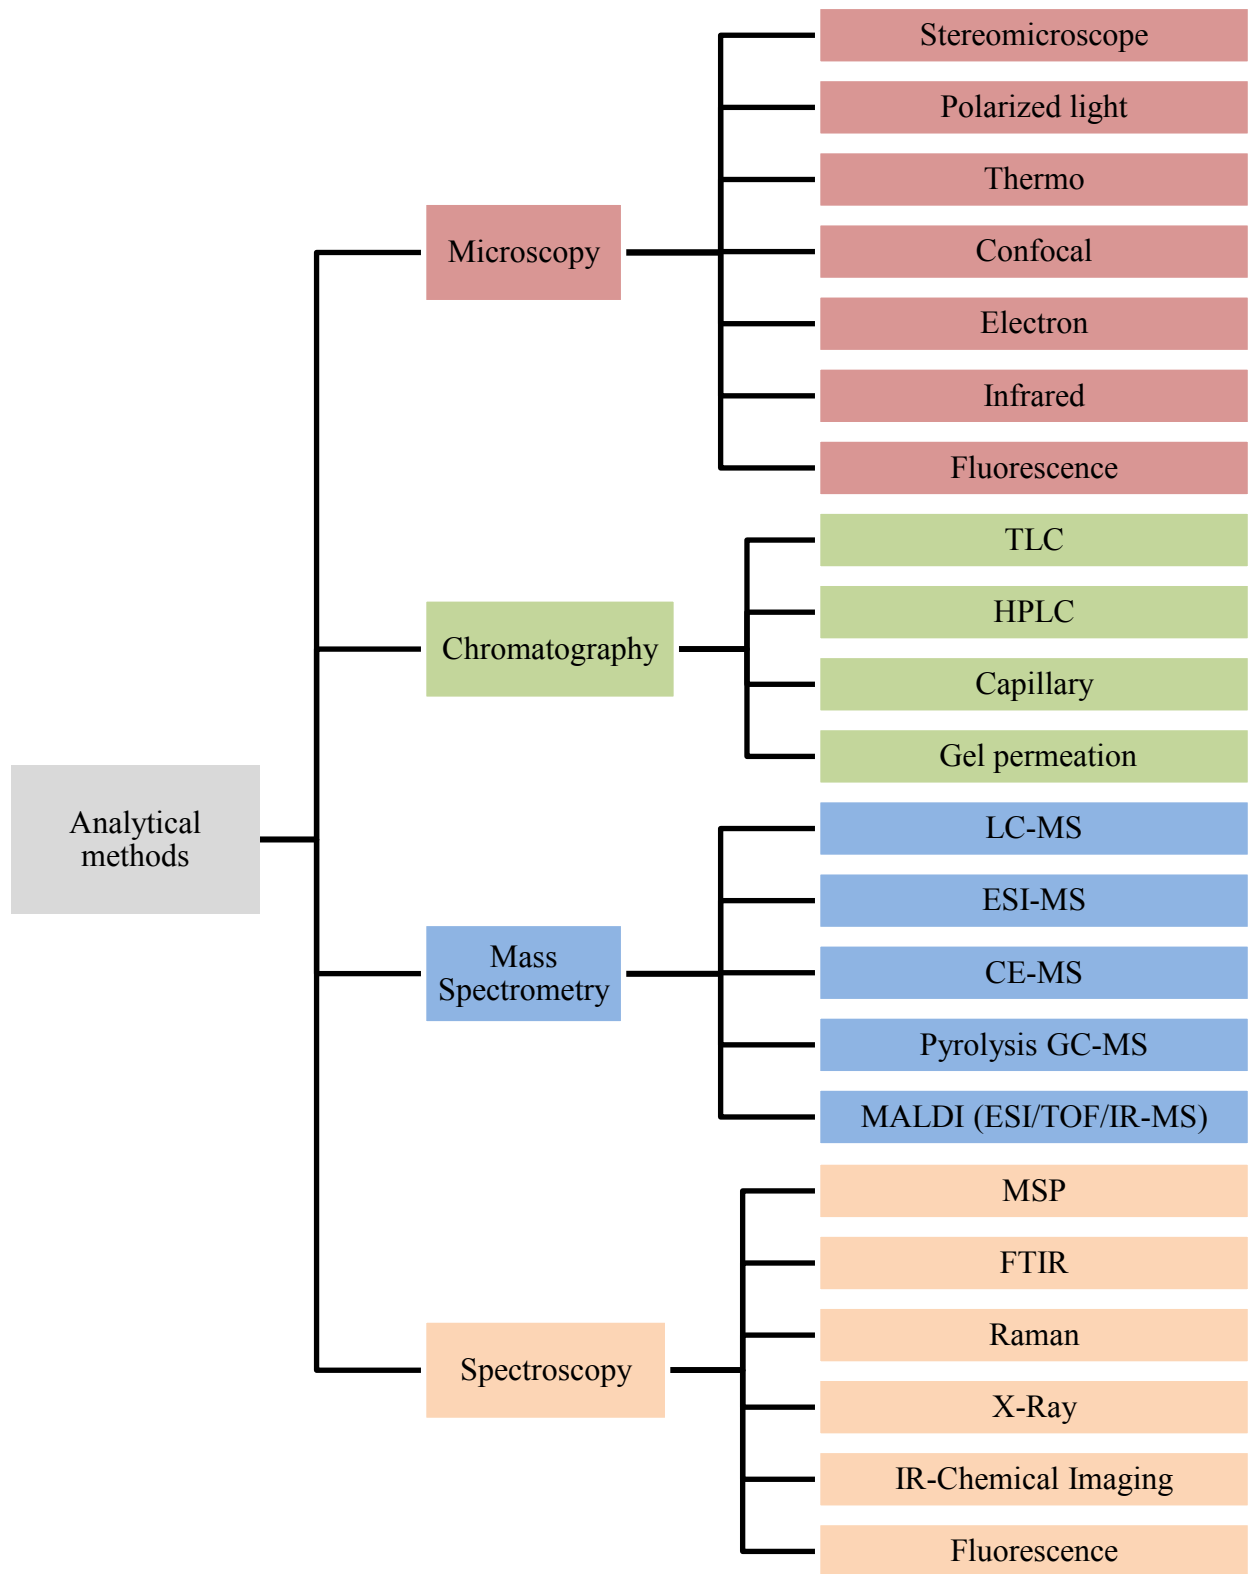 Analytical
methods
Microscopy
Stereomicroscope
Polarized light
Thermo
Confocal
Electron
Infrared
Fluorescence
Chromatography
TLC
HPLC
Capillary
Gel permeation
Mass
Spectrometry
LC-MS
ESI-MS
CE-MS
Pyrolysis GC-MS
MALDI (ESI/TOF/IR-MS)
Spectroscopy
MSP
FTIR
Raman
X-Ray
IR-Chemical Imaging
Fluorescence